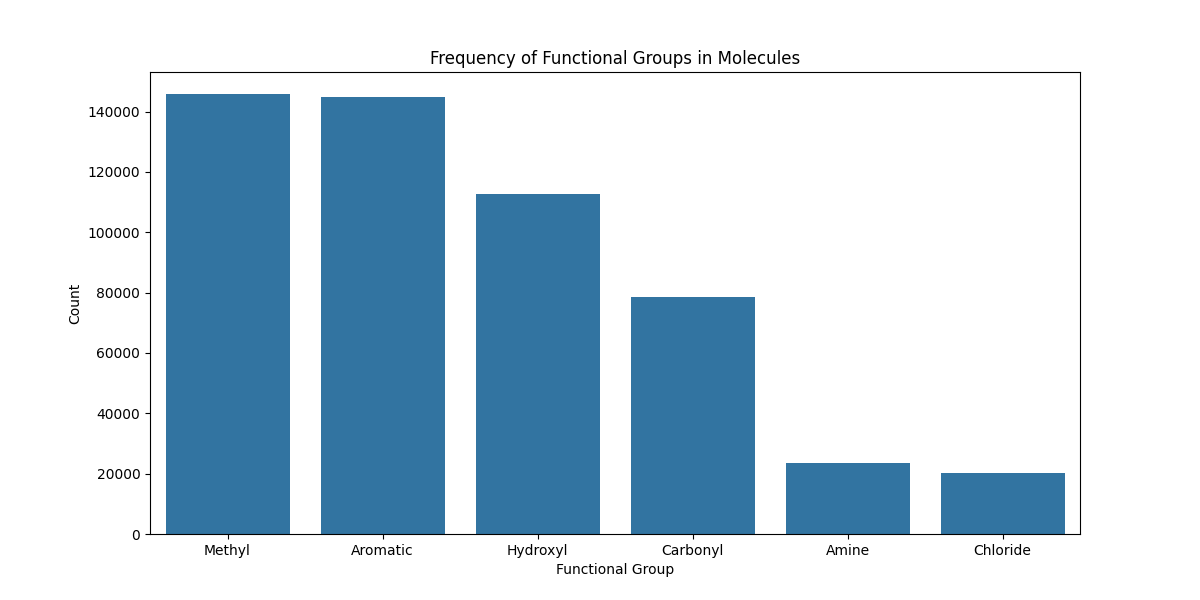 Frequency of Functional Groups in Molecules
140000
120000
100000
80000
60000
40000
20000
0
Count
Methyl Aromatic Hydroxyl Carbonyl Amine Chloride
Functional Group